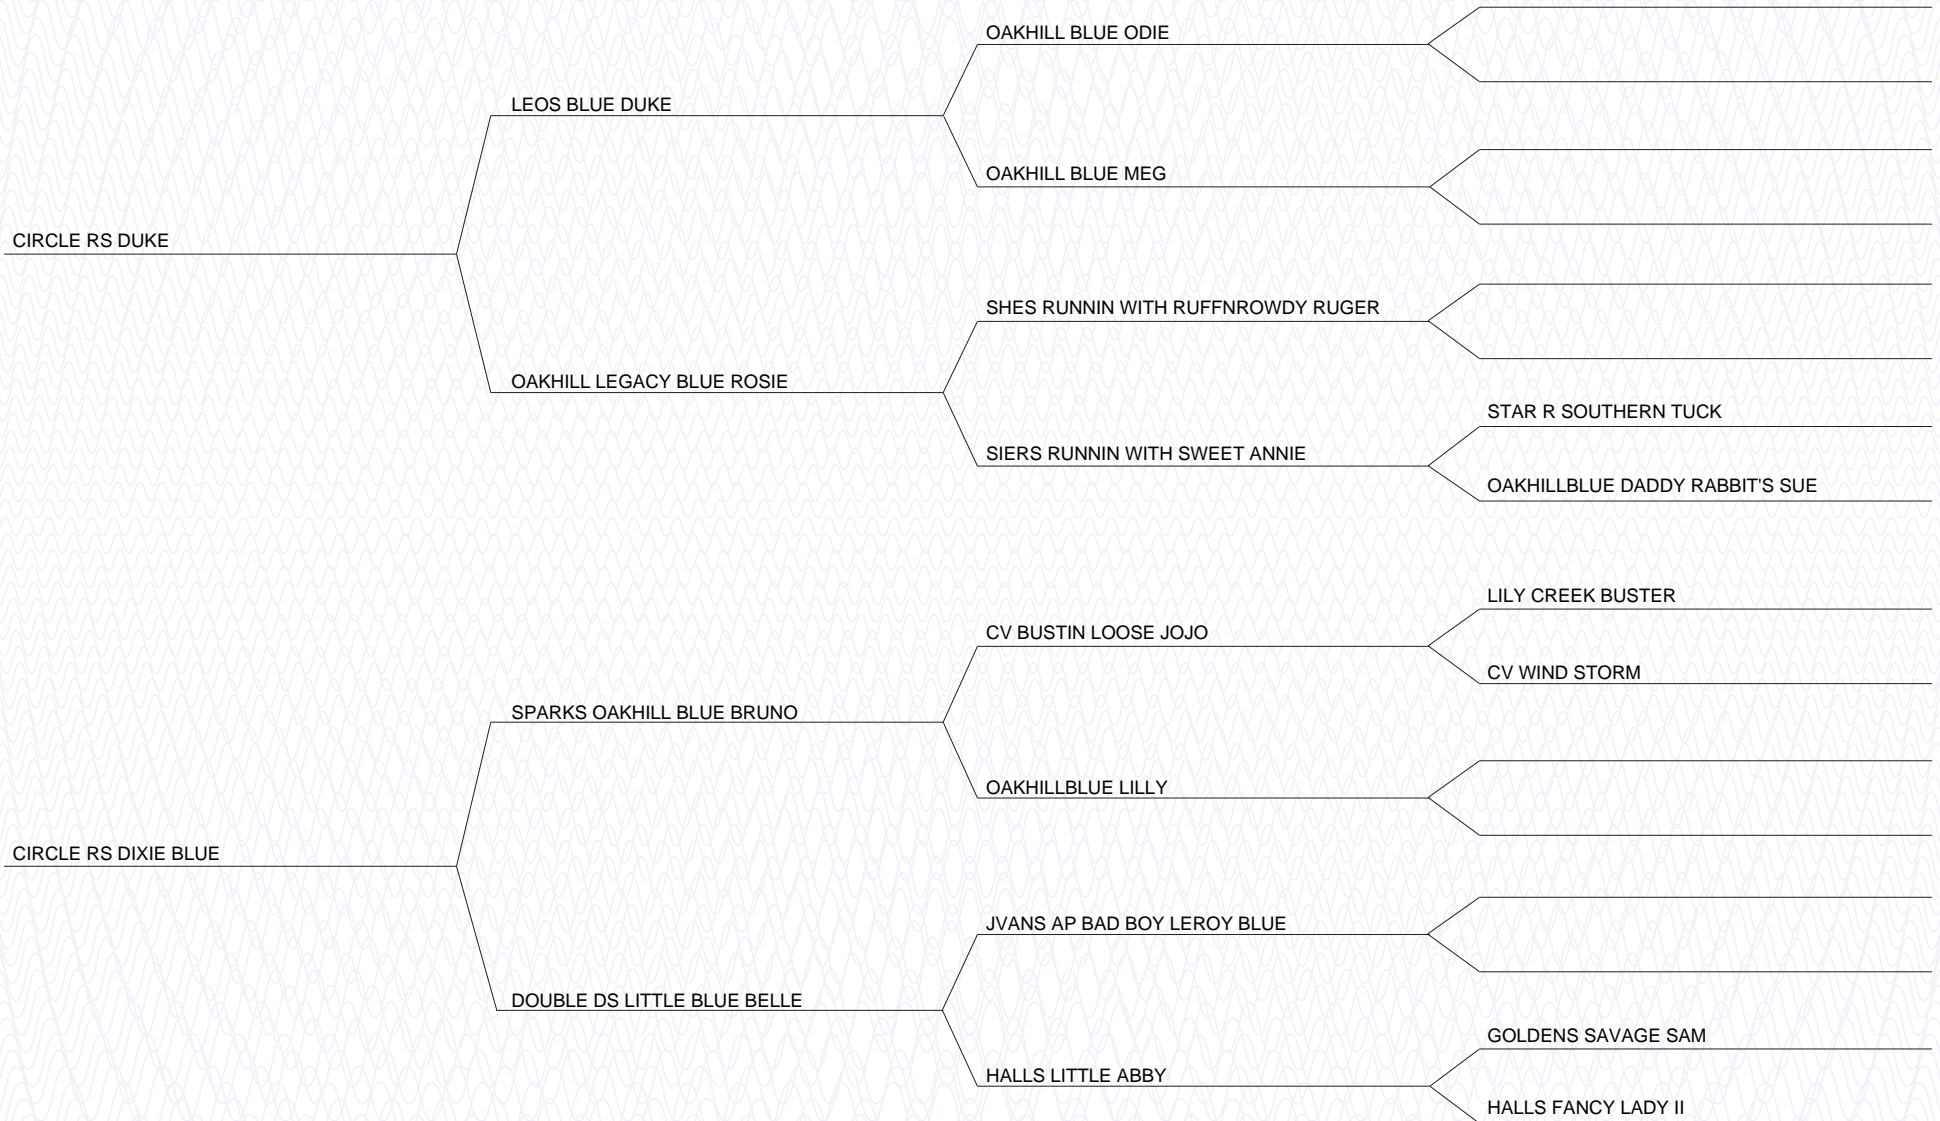 OAKHILL BLUE ODIE
LEOS BLUE DUKE
OAKHILL BLUE MEG
CIRCLE RS DUKE
SHES RUNNIN WITH RUFFNROWDY RUGER
OAKHILL LEGACY BLUE ROSIE
STAR R SOUTHERN TUCK
SIERS RUNNIN WITH SWEET ANNIE
OAKHILLBLUE DADDY RABBIT'S SUE
LILY CREEK BUSTER
CV BUSTIN LOOSE JOJO
CV WIND STORM
SPARKS OAKHILL BLUE BRUNO
OAKHILLBLUE LILLY
CIRCLE RS DIXIE BLUE
JVANS AP BAD BOY LEROY BLUE
DOUBLE DS LITTLE BLUE BELLE
GOLDENS SAVAGE SAM
HALLS LITTLE ABBY
HALLS FANCY LADY II